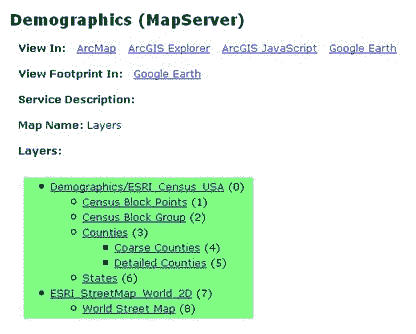 Demographics (MapServer)
View In: ArcMap ArcGIS Explorer ArcGIS JavaScript Google Earth
View Footprint In: Google Earth
Service Description:
Map Name: Layers
Layers:
Demographics/ESRI_Census_USA (0)
Census Block Points (1)
Census Block Group (2)
Counties (3)
Coarse Counties (4)
Detailed Counties (5)
States (6)
ESRI_StreetMap_World_2D (7)
World Street Map (8)